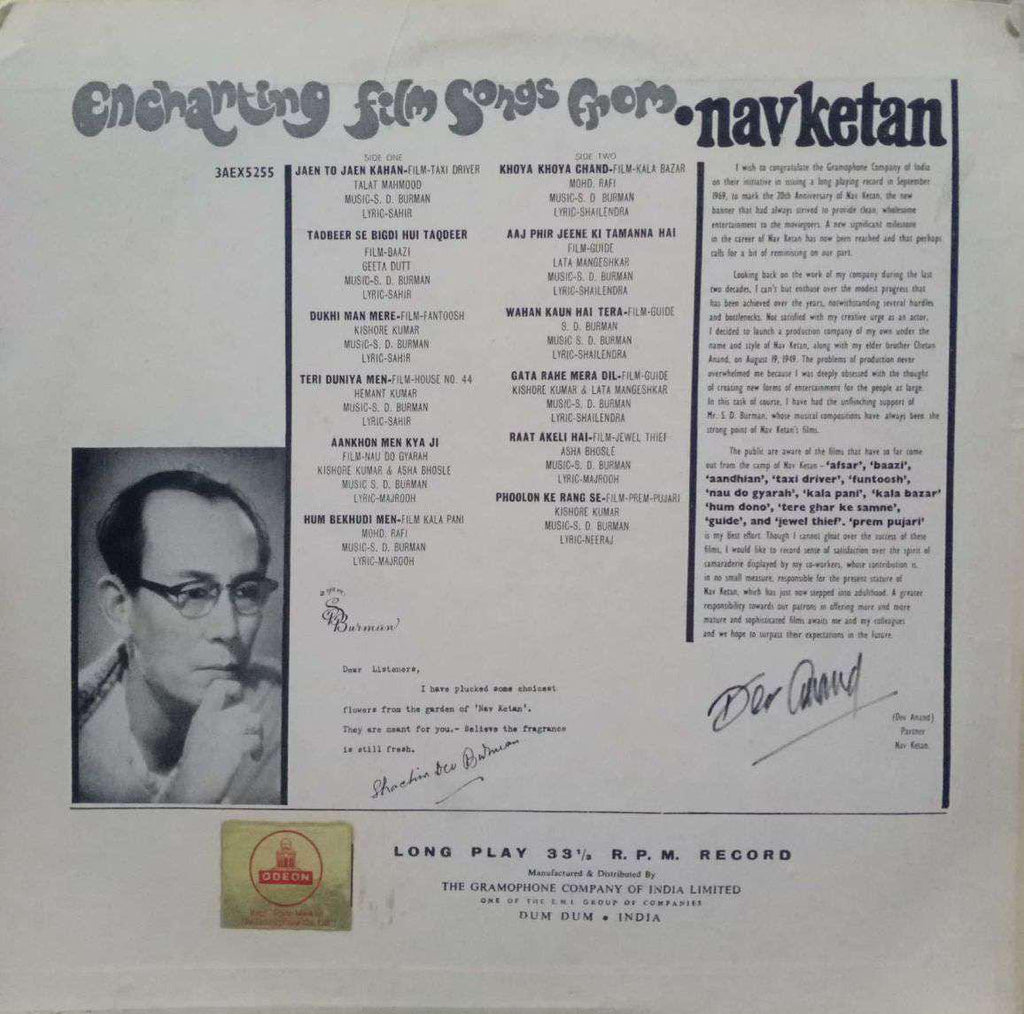 enchanting film songs from • navketan
3AEX5255
SIDE ONE
JAEN TO JAEN KAHAN-FILM-TAXI DRIVER
TALAT MAHMOOD
MUSIC-S. D. BURMAN
LYRIC-SAHIR
TADBEER SE BIGDI HUI TAQDEER
FILM-BAAZI
GEETA DUTT
MUSIC-S. D. BURMAN
LYRIC-SAHIR
DUKHI MAN MERE-FILM-FANTOOSH
KISHORE KUMAR
MUSIC-S. D. BURMAN
LYRIC-SAHIR
TERI DUNIYA MEN-FILM-HOUSE NO. 44
HEMANT KUMAR
MUSIC-S. D. BURMAN
LYRIC-SAHIR
AANKHON MEN KYA JI
FILM-NAU DO GYARAH
KISHORE KUMAR & ASHA BHOSLE
MUSIC S. D. BURMAN
LYRIC-MAJROOH
HUM BEKHUDI MEN-FILM KALA PANI
MOHD. RAFI
MUSIC-S. D. BURMAN
LYRIC-MAJROOH
SIDE TWO
KHOYA KHOYA CHAND-FILM-KALA BAZAR
MOHD. RAFI
MUSIC-S. D BURMAN
LYRIC-SHAILENDRA
AAJ PHIR JEENE KI TAMANNA HAI
FILM-GUIDE
LATA MANGESHKAR
MUSIC-S. D. BURMAN
LYRIC-SHAILENDRA
WAHAN KAUN HAI TERA-FILM-GUIDE
S. D. BURMAN
MUSIC S. D. BURMAN
LYRIC-SHAILENDRA
GATA RAHE MERA DIL-FILM-GUIDE
KISHORE KUMAR & LATA MANGESHKAR
MUSIC-S. D. BURMAN
LYRIC-SHAILENDRA
RAAT AKELI HAI-FILM-JEWEL THIEF
ASHA BHOSLE
MUSIC-S. D. BURMAN
LYRIC-MAJROOH
PHOOLON KE RANG SE-FILM-PREM-PUJARI
KISHORE KUMAR
MUSIC-S. D. BURMAN
LYRIC-NEERAJ
I wish to congratulate the Gramophone Company of India
on their initiative in issuing a long playing record in September
1969, to mark the 20th Anniversary of Nav Ketan, the new
banner that had always strived to provide clean, wholesome
entertainment to the moviegoers. A new significant milestone
in the career of Nav Ketan has now been reached and that perhaps
calls for a bit of reminiscing on our part.
Looking back on the work of my company during the last
two decades, I can't but enthuse over the modest progress that
has been achieved over the years, notwithstanding several hurdles
and bottlenecks. Not satisfied with my creative urge as an actor,
I decided to launch a production company of my own under the
name and style of Nav Ketan, along with my elder brother Chetan
Anand, on August 19, 1949. The problems of production never
overwhelmed me because I was deeply obsessed with the thought
of creating new forms of entertainment for the people at large.
In this task of course, I have had the unflinching support of
Mr. S. D. Burman, whose musical compositions have always been the
strong point of Nav Ketan's films.
The public are aware of the films that have so far come
out from the camp of Nav Ketan - 'afsar', 'baazi',
'aandhian', 'taxi driver', 'funtoosh',
'nau do gyarah', 'kala pani', 'kala bazar'
'hum dono', 'tere ghar ke samne',
'guide', and 'jewel thief'. 'prem pujari'
is my best effort. Though I cannot gloat over the success of these
films, I would like to record sense of satisfaction over the spirit of
camaraderie displayed by my co-workers, whose contribution is,
in no small measure, responsible for the present stature of
Nav Ketan, which has just now stepped into adulthood. A greater
responsibility towards our patrons in offering more and more
mature and sophisticated films awaits me and my colleagues
and we hope to surpass their expectations in the future.
Dev Anand
(Dev Anand)
Partner
Nav Ketan.
S D Burman
Dear Listeners,
I have plucked some choicest
flowers from the garden of 'Nav Ketan'.
They are meant for you.- Believe the fragrance
is still fresh.
Shachin Dev Burman
ODEON
LONG PLAY 33 1/3 R. P. M. RECORD
Manufactured & Distributed By
THE GRAMOPHONE COMPANY OF INDIA LIMITED
ONE OF THE E.M.I. GROUP OF COMPANIES
DUM DUM • INDIA